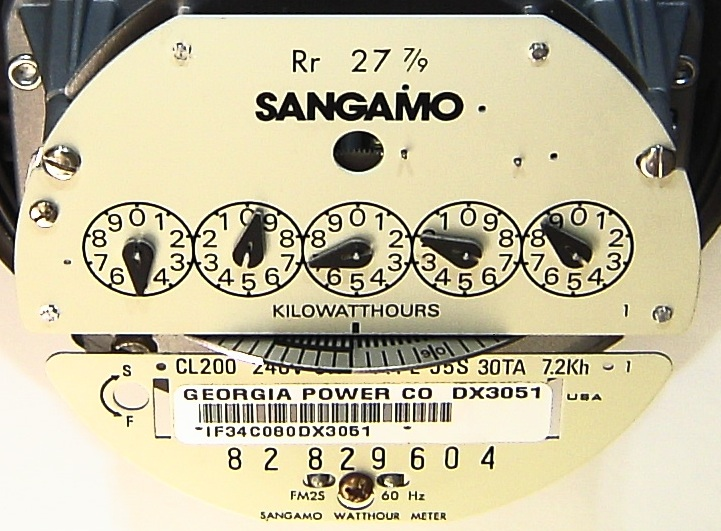 Rr 27 7/9
SANGAMO
9 0 1 1 0 9 9 0 1 1 0 9 9 0 1
8 2 2 8 8 2 2 8 8 2
7 3 3 7 7 3 3 7 7 3
6 4 4 5 6 6 5 4 4 5 6 6 5 4
KILOWATTHOURS 1
S
F
CL200 240V J5S 30TA 7.2Kh 1
GEORGIA POWER CO DX3051
USA
*IF34C080DX3051 *
82 829 604
FM2S 60 Hz
SANGAMO WATTHOUR METER